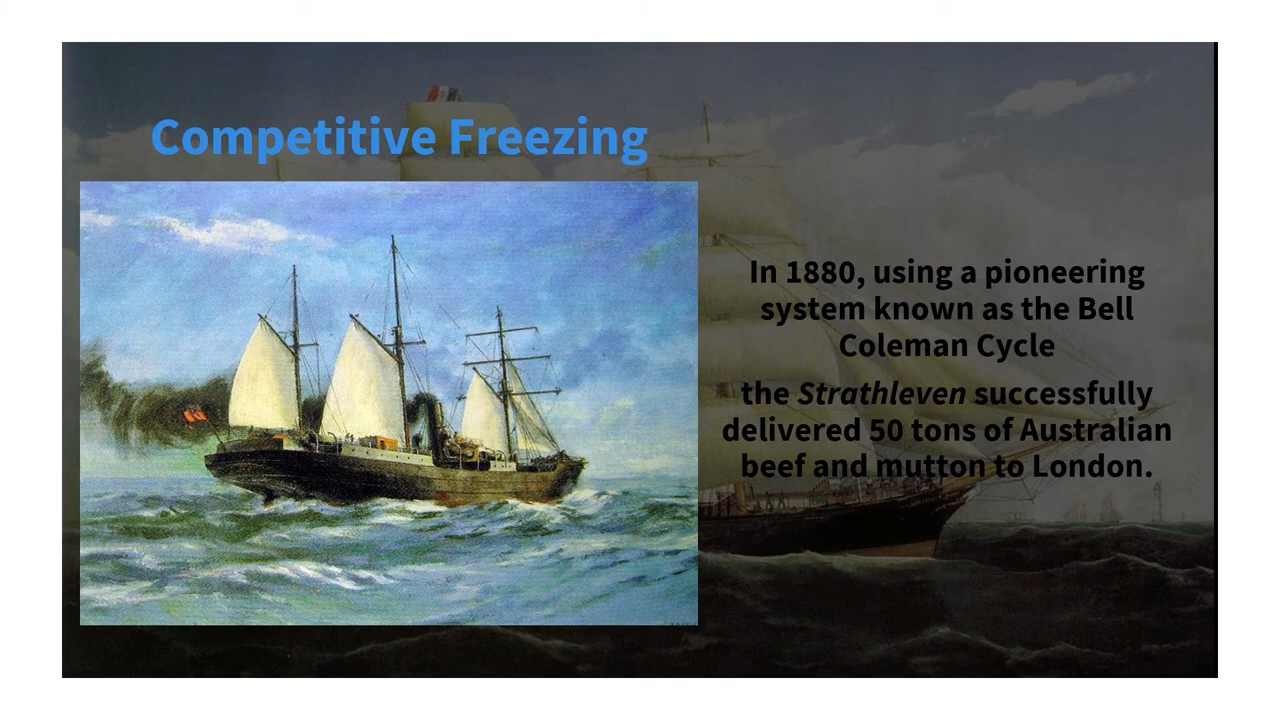 Competitive Freezing
In 1880, using a pioneering
system known as the Bell
Coleman Cycle
the Strathleven successfully
delivered 50 tons of Australian
beef and mutton to London.